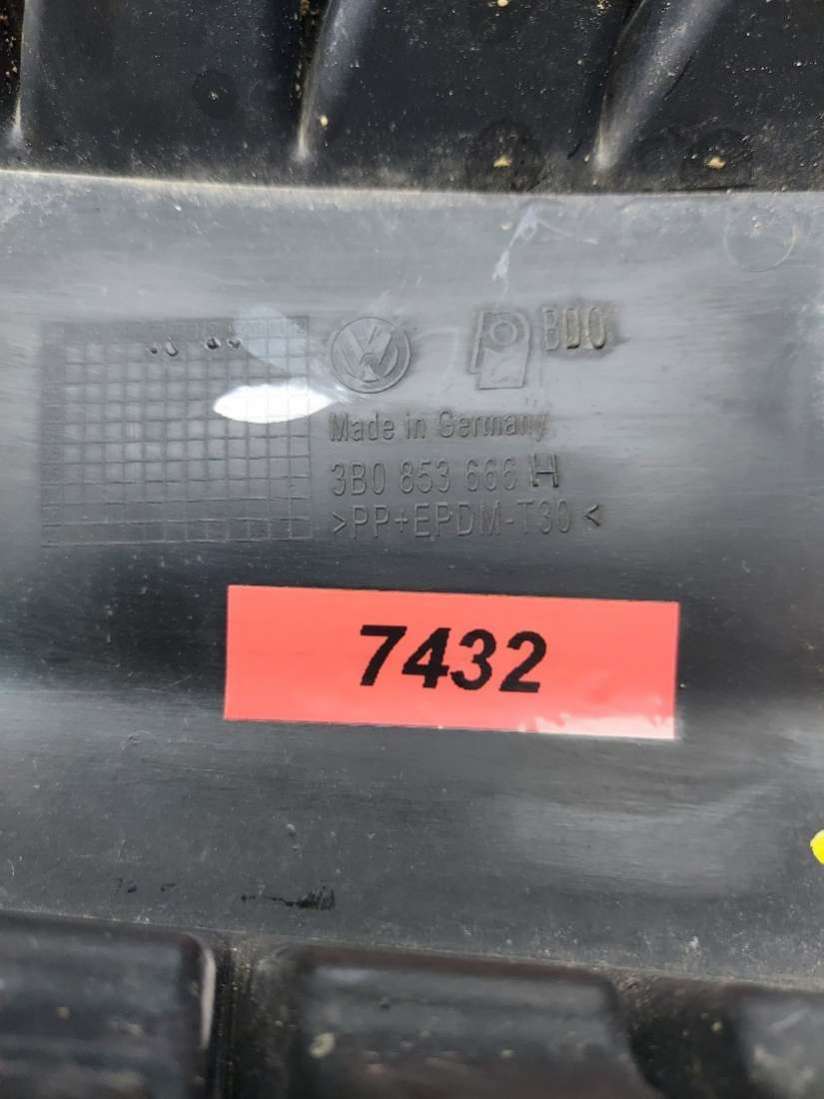 BDO
Made in Germany
3B0 853 666 H
>PP+EPDM-T30<
7432